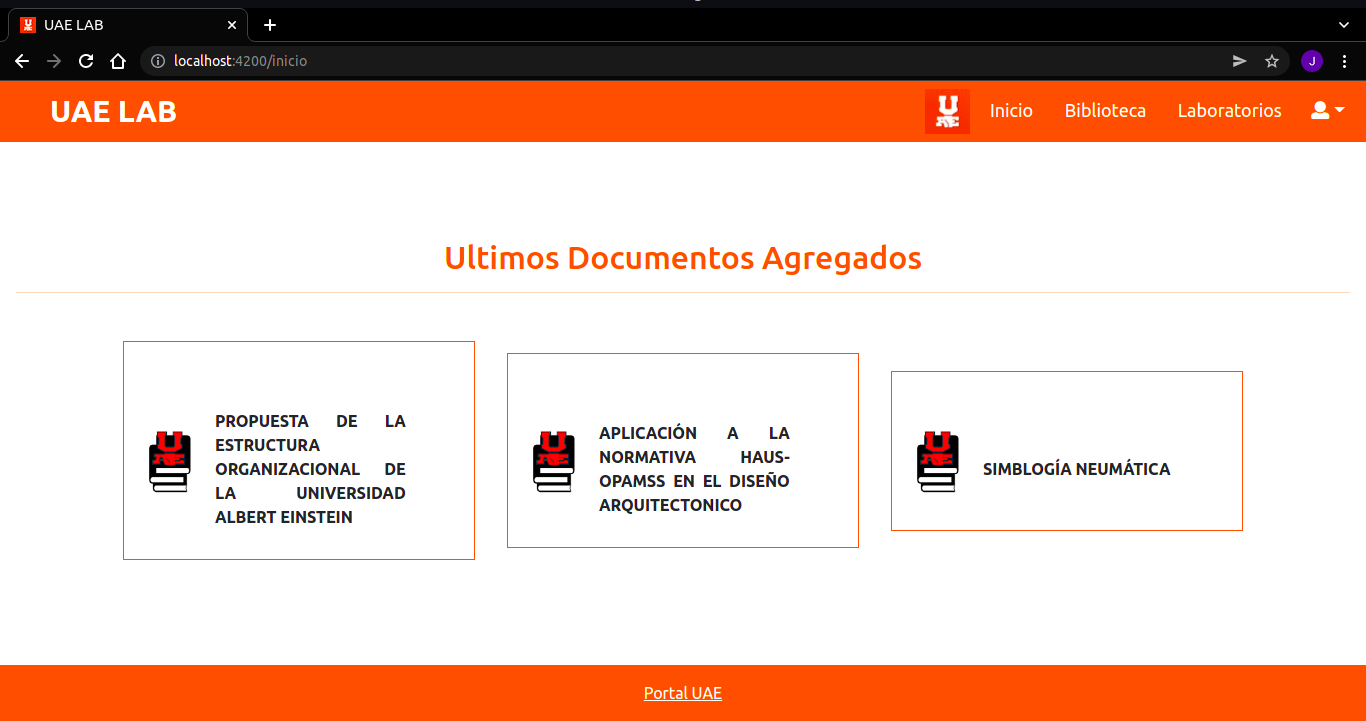 UAE LAB
localhost:4200/inicio
J
UAE LAB
UAE
Inicio
Biblioteca
Laboratorios
Ultimos Documentos Agregados
PROPUESTA DE LA
ESTRUCTURA
ORGANIZACIONAL DE
LA UNIVERSIDAD
ALBERT EINSTEIN
APLICACIÓN A LA
NORMATIVA HAUS-
OPAMSS EN EL DISEÑO
ARQUITECTONICO
SIMBLOGÍA NEUMÁTICA
Portal UAE